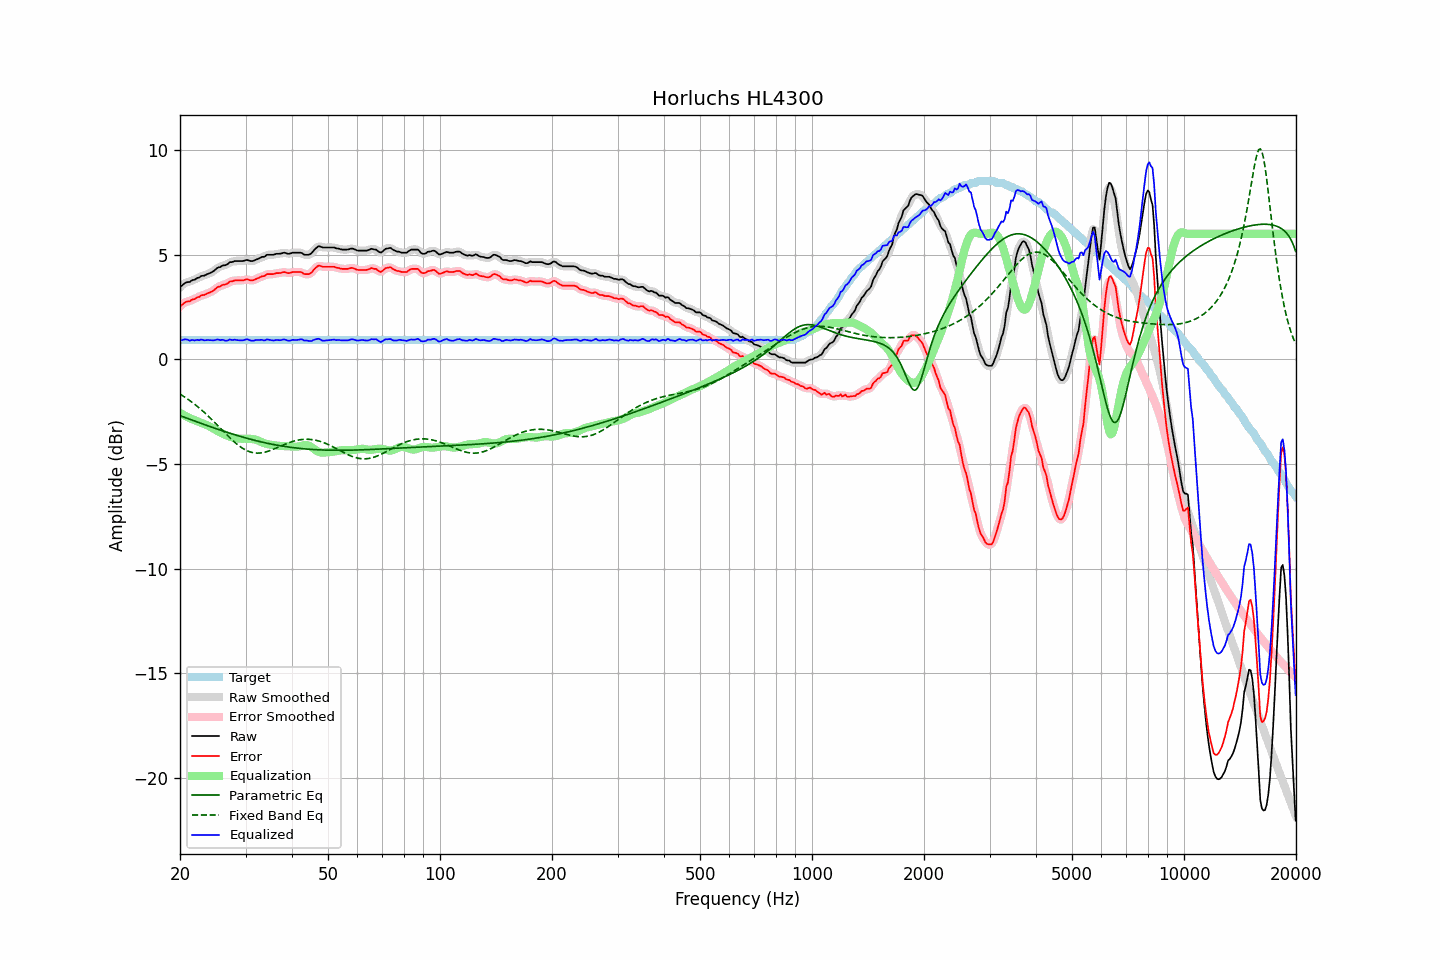 Horluchs HL4300
Amplitude (dBr)
10
5
0
−5
−10
−15
−20
Target
Raw Smoothed
Error Smoothed
Raw
Error
Equalization
Parametric Eq
Fixed Band Eq
Equalized
20 50 100 200 500 1000 2000 5000 10000 20000
Frequency (Hz)